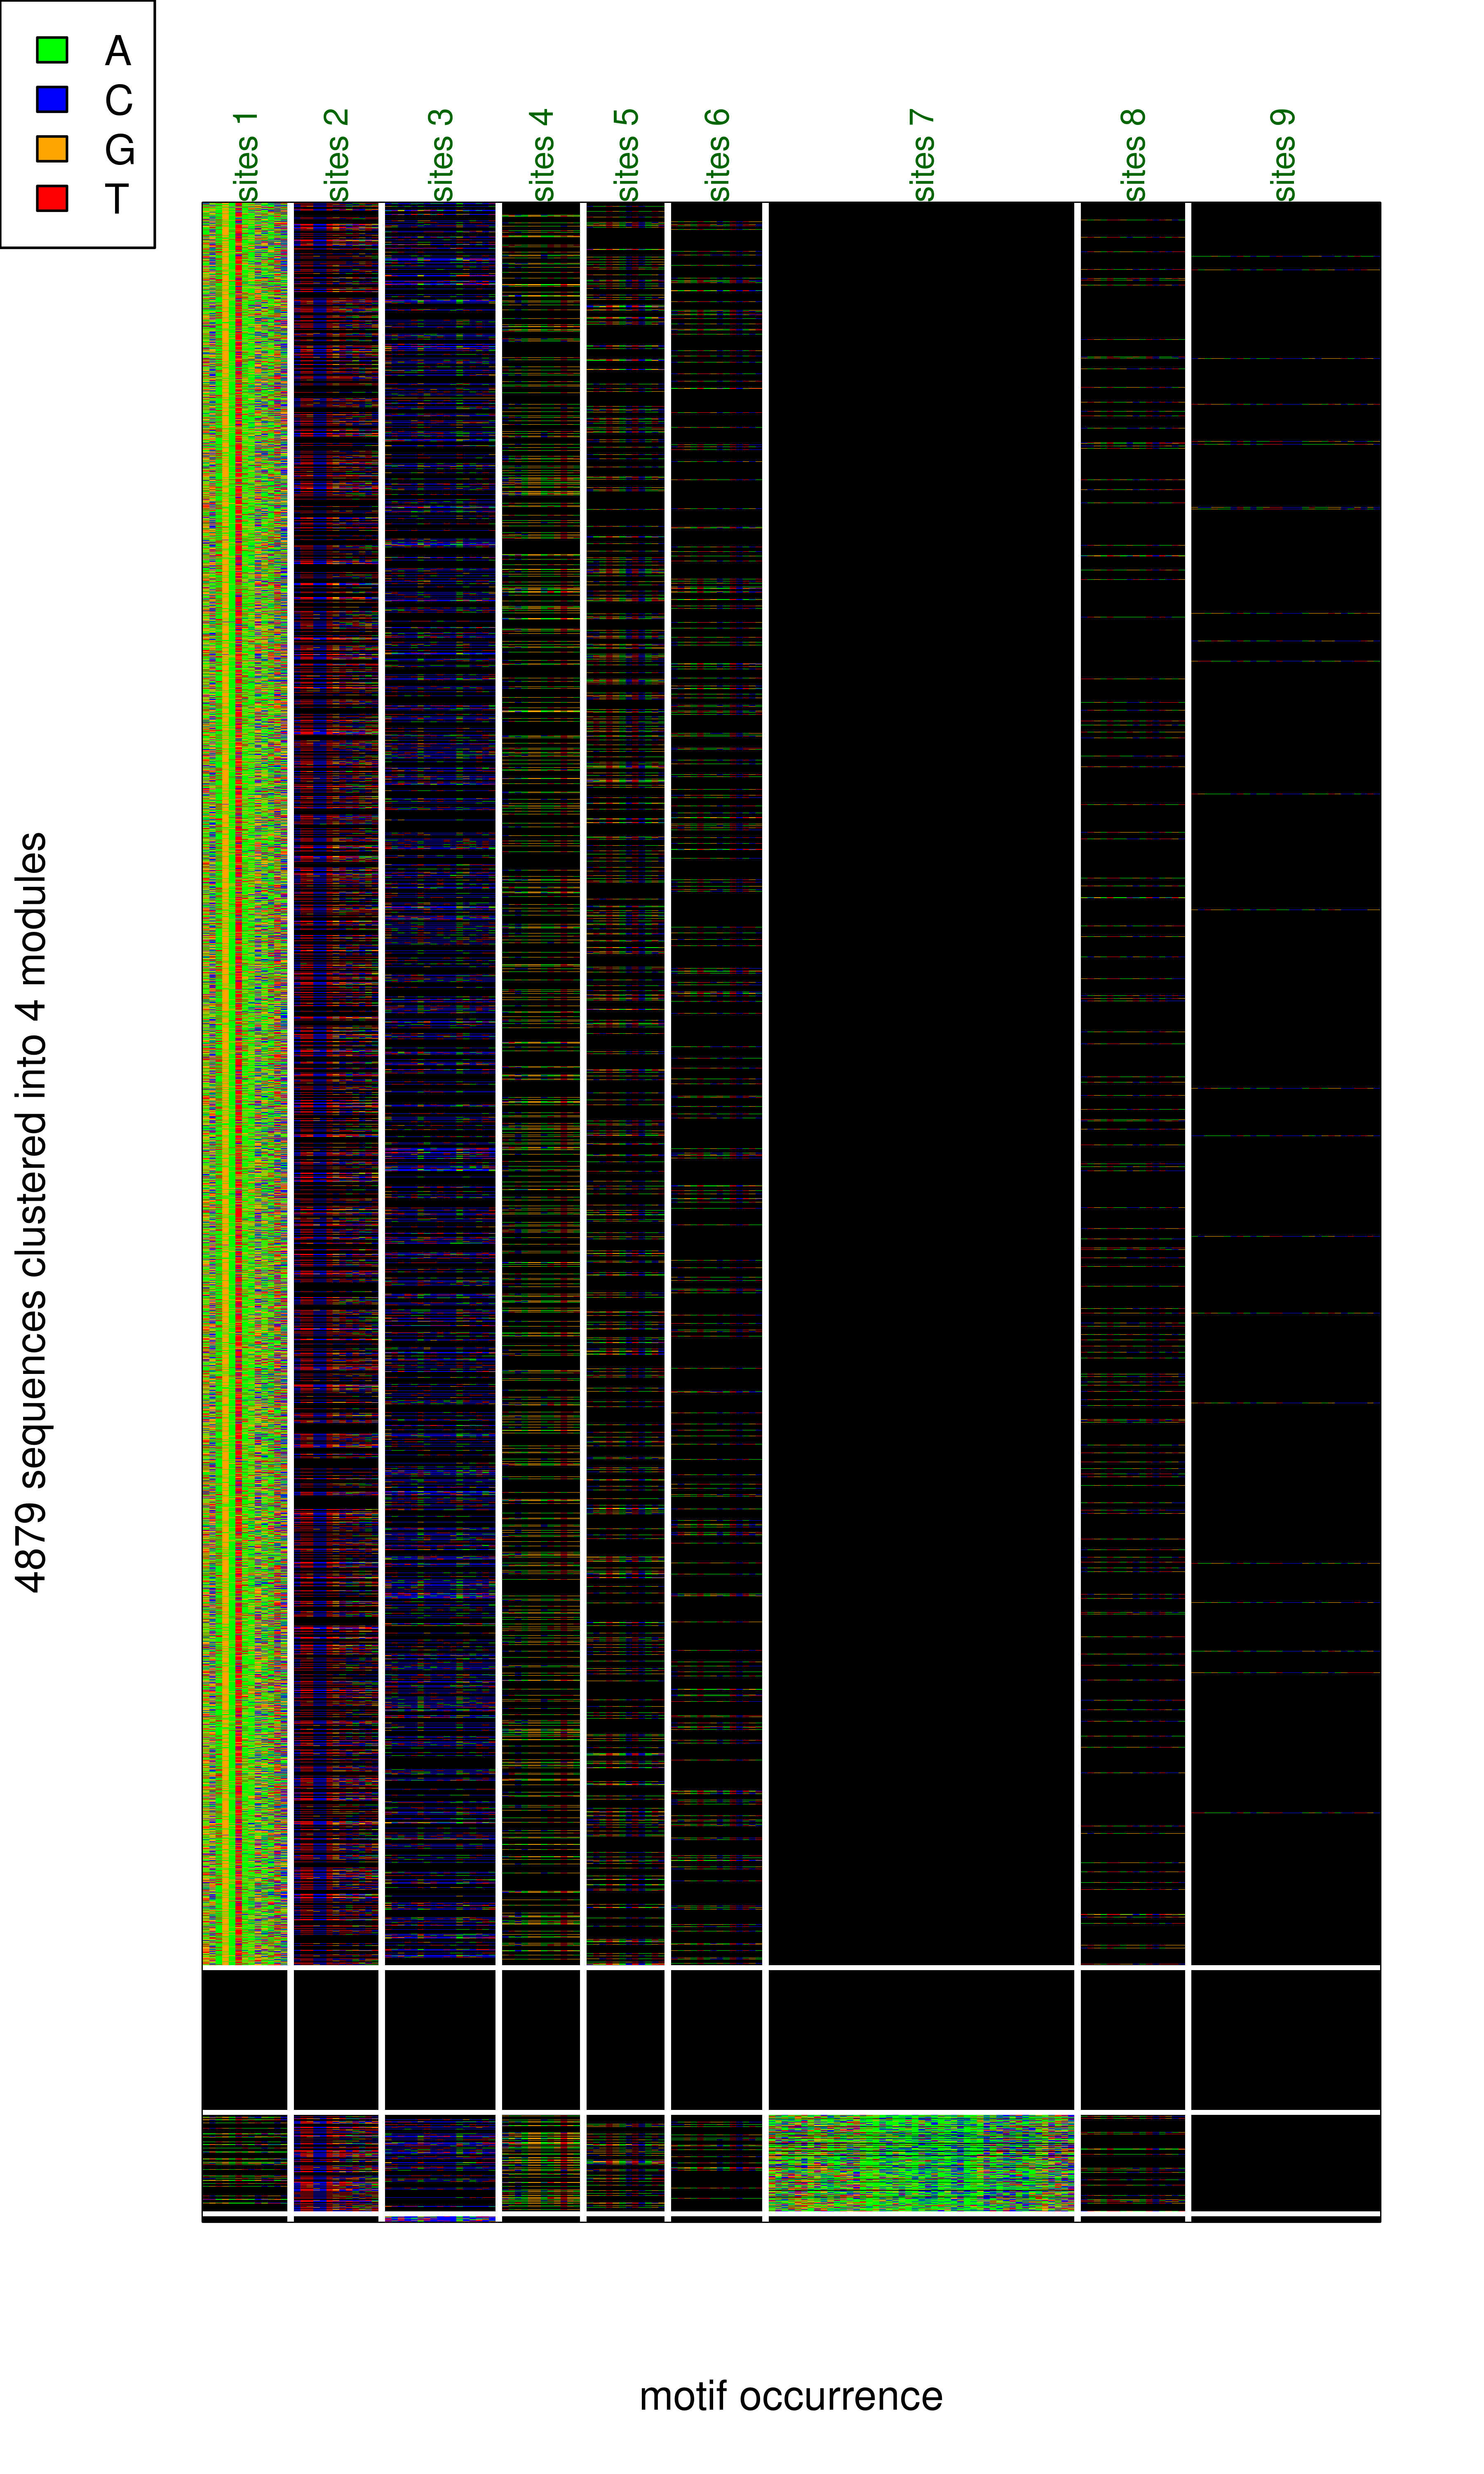 A
C
G
T
sites 1
sites 2
sites 3
sites 4
sites 5
sites 6
sites 7
sites 8
sites 9
4879 sequences clustered into 4 modules
motif occurrence